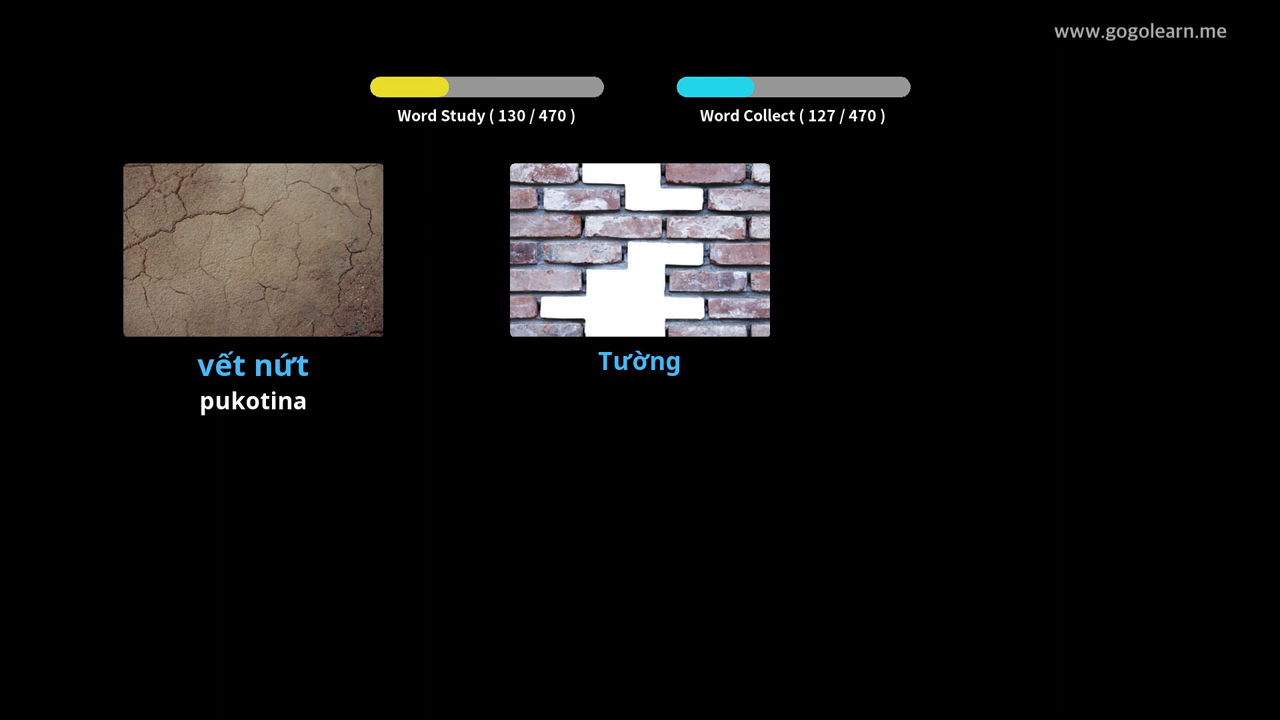 www.gogolearn.me
Word Study ( 130 / 470 )
Word Collect ( 127 / 470 )
vết nứt
pukotina
Tường